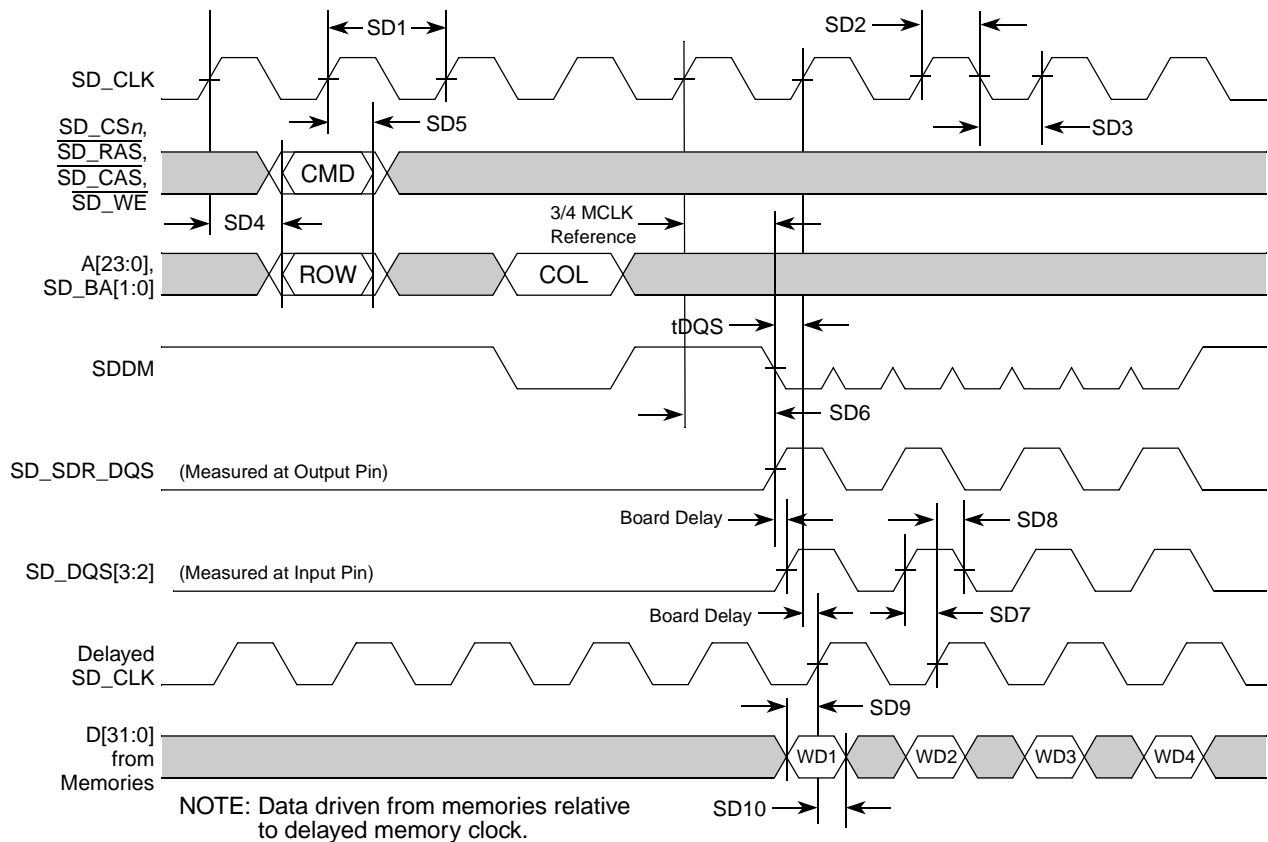 SD1
SD2
SD_CLK
SD3
SD_CSn,
SD_RAS,
SD_CAS,
SD_WE
SD5
CMD
SD4
3/4 MCLK
Reference
A[23:0],
SD_BA[1:0]
ROW
COL
tDQS
SDDM
SD6
SD_SDR_DQS
(Measured at Output Pin)
Board Delay
SD8
SD_DQS[3:2]
(Measured at Input Pin)
Board Delay
SD7
Delayed
SD_CLK
SD9
D[31:0]
from
Memories
WD1
WD2
WD3
WD4
SD10
NOTE: Data driven from memories relative
to delayed memory clock.